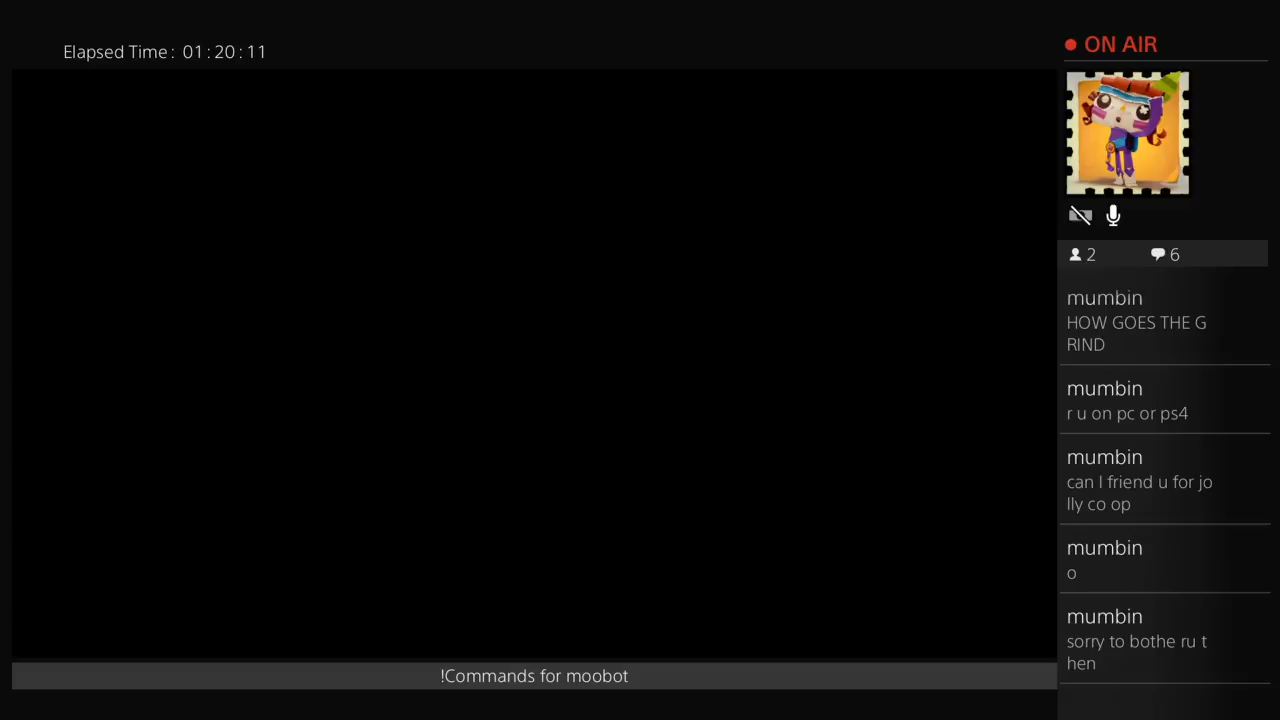 Elapsed Time: 01:20:11
ON AIR
2 6
mumbin
HOW GOES THE G
RIND
mumbin
r u on pc or ps4
mumbin
can I friend u for jo
lly co op
mumbin
o
mumbin
sorry to bothe ru t
hen
!Commands for moobot